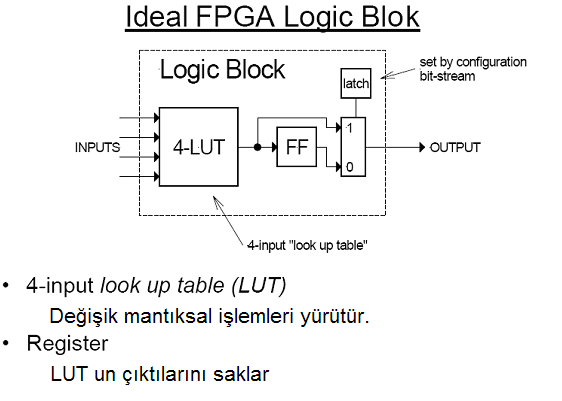 Ideal FPGA Logic Blok
Logic Block
set by configuration
bit-stream
latch
INPUTS
4-LUT
FF
1
0
OUTPUT
4-input "look up table"
• 4-input look up table (LUT)
Değişik mantıksal işlemleri yürütür.
• Register
LUT un çıktılarını saklar